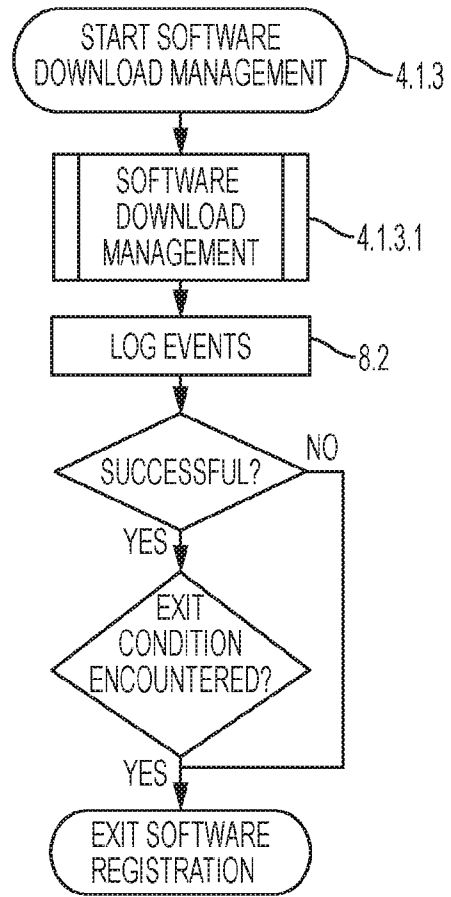 START SOFTWARE
DOWNLOAD MANAGEMENT
4.1.3
SOFTWARE
DOWNLOAD
MANAGEMENT
4.1.3.1
LOG EVENTS
8.2
SUCCESSFUL?
NO
YES
EXIT
CONDITION
ENCOUNTERED?
YES
EXIT SOFTWARE
REGISTRATION